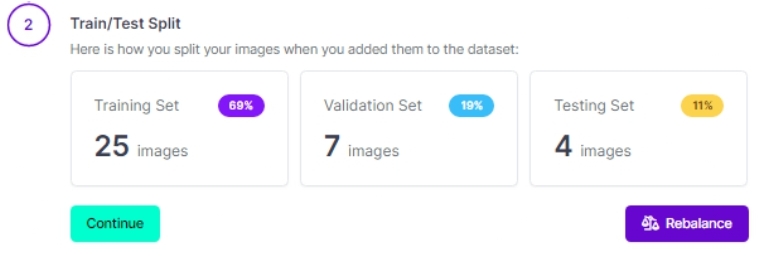 2
Train/Test Split
Here is how you split your images when you added them to the dataset:
Training Set 69%
25 images
Validation Set 19%
7 images
Testing Set 11%
4 images
Continue
Rebalance